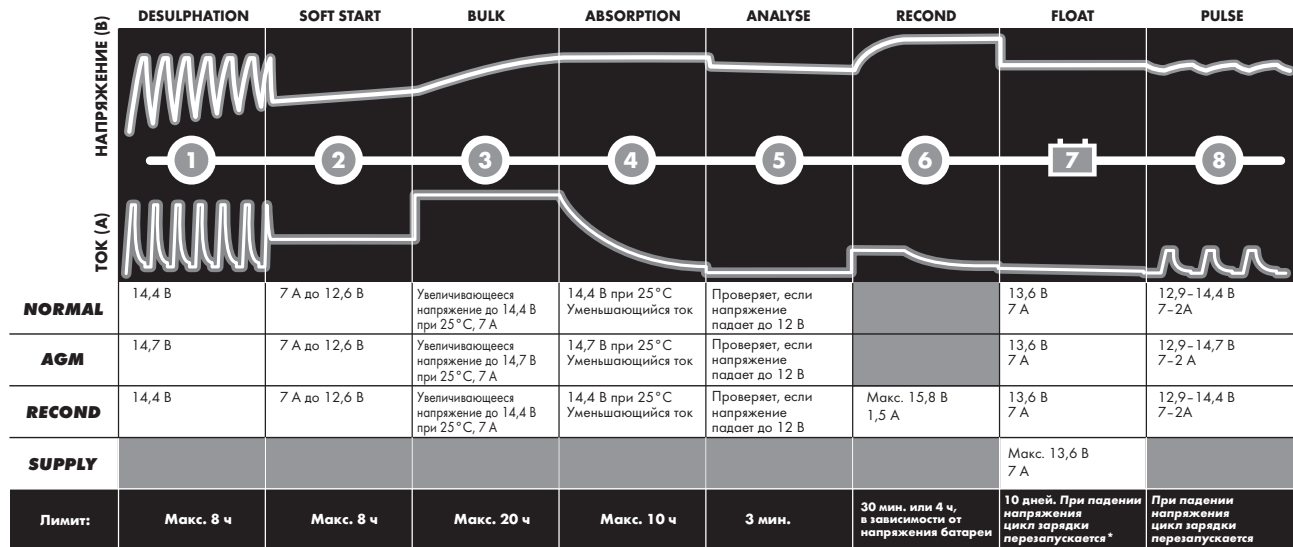 DESULPHATION SOFT START BULK ABSORPTION ANALYSE RECOND FLOAT PULSE
НАПРЯЖЕНИЕ (В)
1 2 3 4 5 6 7 8
ТОК (А)
NORMAL
14,4 В
7 А до 12,6 В
Увеличивающееся
напряжение до 14,4 В
при 25°C, 7 А
14,4 В при 25°C
Уменьшающийся ток
Проверяет, если
напряжение
падает до 12 В
13,6 В
7 А
12,9–14,4 В
7–2А
AGM
14,7 В
7 А до 12,6 В
Увеличивающееся
напряжение до 14,7 В
при 25°C, 7 А
14,7 В при 25°C
Уменьшающийся ток
Проверяет, если
напряжение
падает до 12 В
13,6 В
7 А
12,9–14,7 В
7–2 А
RECOND
14,4 В
7 А до 12,6 В
Увеличивающееся
напряжение до 14,4 В
при 25°C, 7 А
14,4 В при 25°C
Уменьшающийся ток
Проверяет, если
напряжение
падает до 12 В
Макс. 15,8 В
1,5 А
13,6 В
7 А
12,9–14,4 В
7–2А
SUPPLY
Макс. 13,6 В
7 А
Лимит:
Макс. 8 ч
Макс. 8 ч
Макс. 20 ч
Макс. 10 ч
3 мин.
30 мин. или 4 ч,
в зависимости от
напряжения батареи
10 дней. При падении
напряжения
цикл зарядки
перезапускается*
При падении
напряжения
цикл зарядки
перезапускается